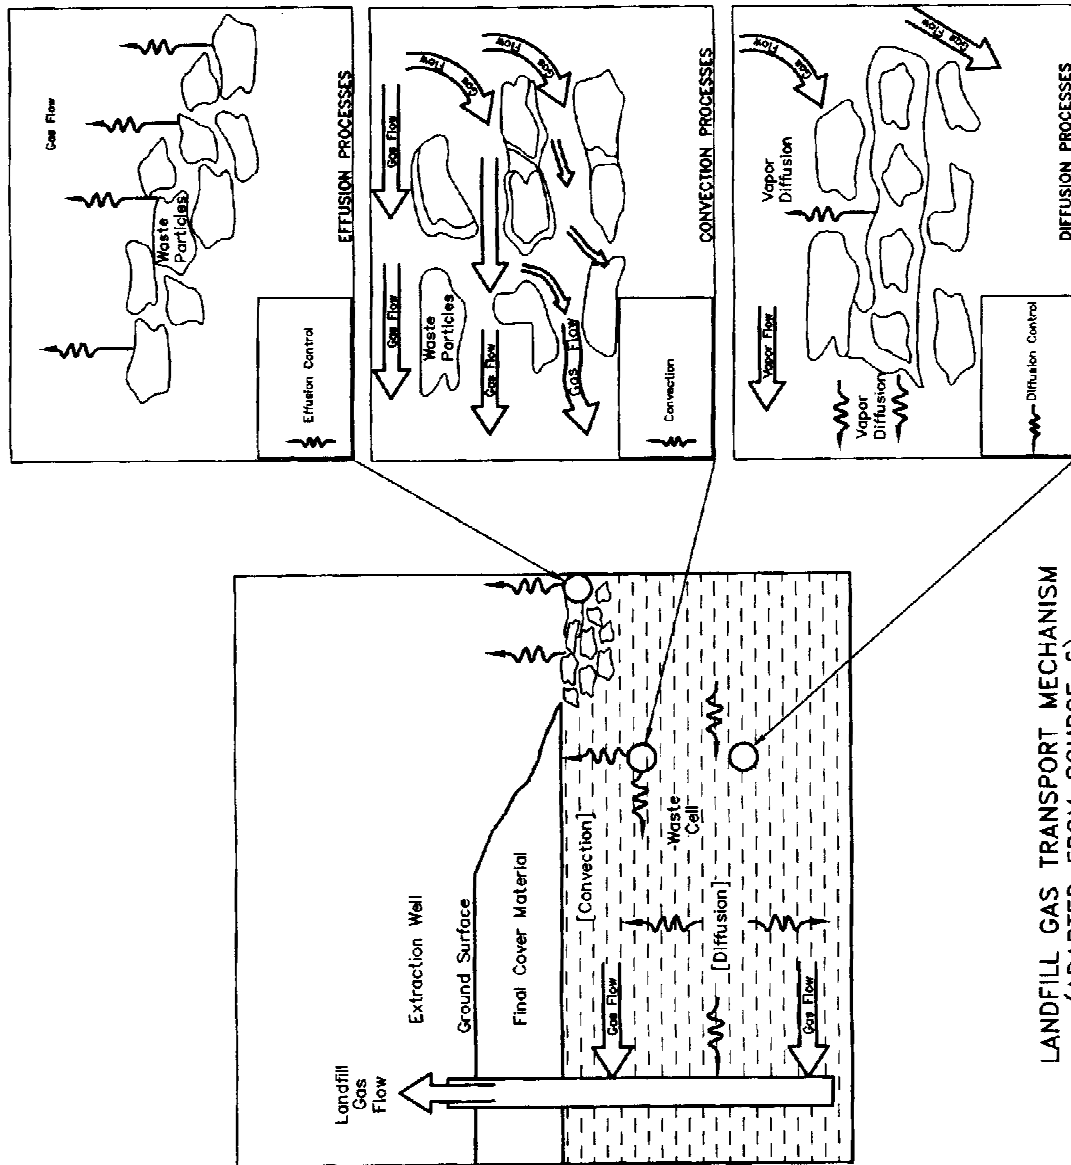 Gas Flow
Waste
Particles
Effusion Control
EFFUSION PROCESSES
Gas Flow
Gas Flow
Gas Flow
Gas Flow
Waste
Particles
Gas Flow
Gas Flow
Convection
CONVECTION PROCESSES
Gas Flow
Gas Flow
Vapor
Diffusion
Vapor Flow
Vapor
Diffusion
Diffusion Control
DIFFUSION PROCESSES
Landfill
Gas
Flow
Extraction Well
Ground Surface
Final Cover Material
[Convection]
Waste
Cell
[Diffusion]
Gas Flow
Gas Flow
LANDFILL GAS TRANSPORT MECHANISM